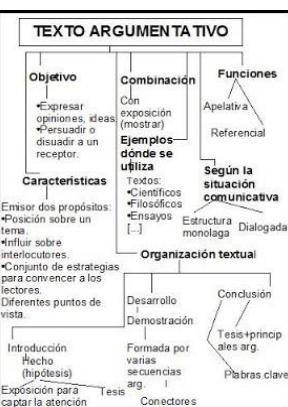 TEXTO ARGUMENTATIVO
Objetivo
•Expresar
opiniones, ideas
•Persuadir o
disuadir a un
receptor.
Combinación
Con
exposición
(mostrar)
Funciones
Apelativa
Referencial
Ejemplos
dónde se
utiliza
Textos:
•Científicos
•Filosóficos
•Ensayos
[...]
Según la
situación
comunicativa
Estructura
monolaga
Dialogada
Características
Emisor dos propósitos:
•Posición sobre un
tema.
•Influir sobre
interlocutores.
•Conjunto de estrategias
para convencer a los
lectores.
Diferentes puntos de
vista.
Organización textual
Introducción
Hecho
(hipótesis)
Exposición para
captar la atención
Tesis
Desarrollo
Demostración
Formada por
varias
secuencias
arg.
Conectores
Conclusión
Tesis+princip
ales arg.
Plabras clave